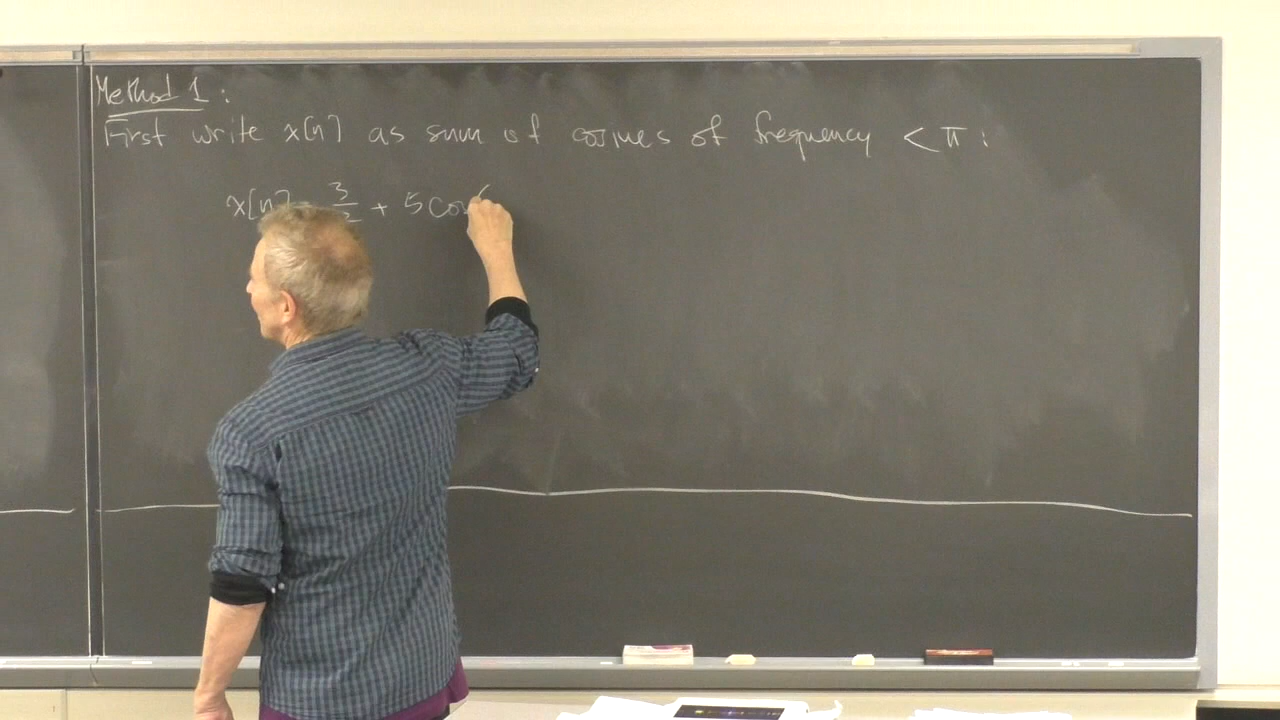 Method 1:
First write x[n] as sum of cosines of frequency < π:
x[n] 3/2 + 5 cos(